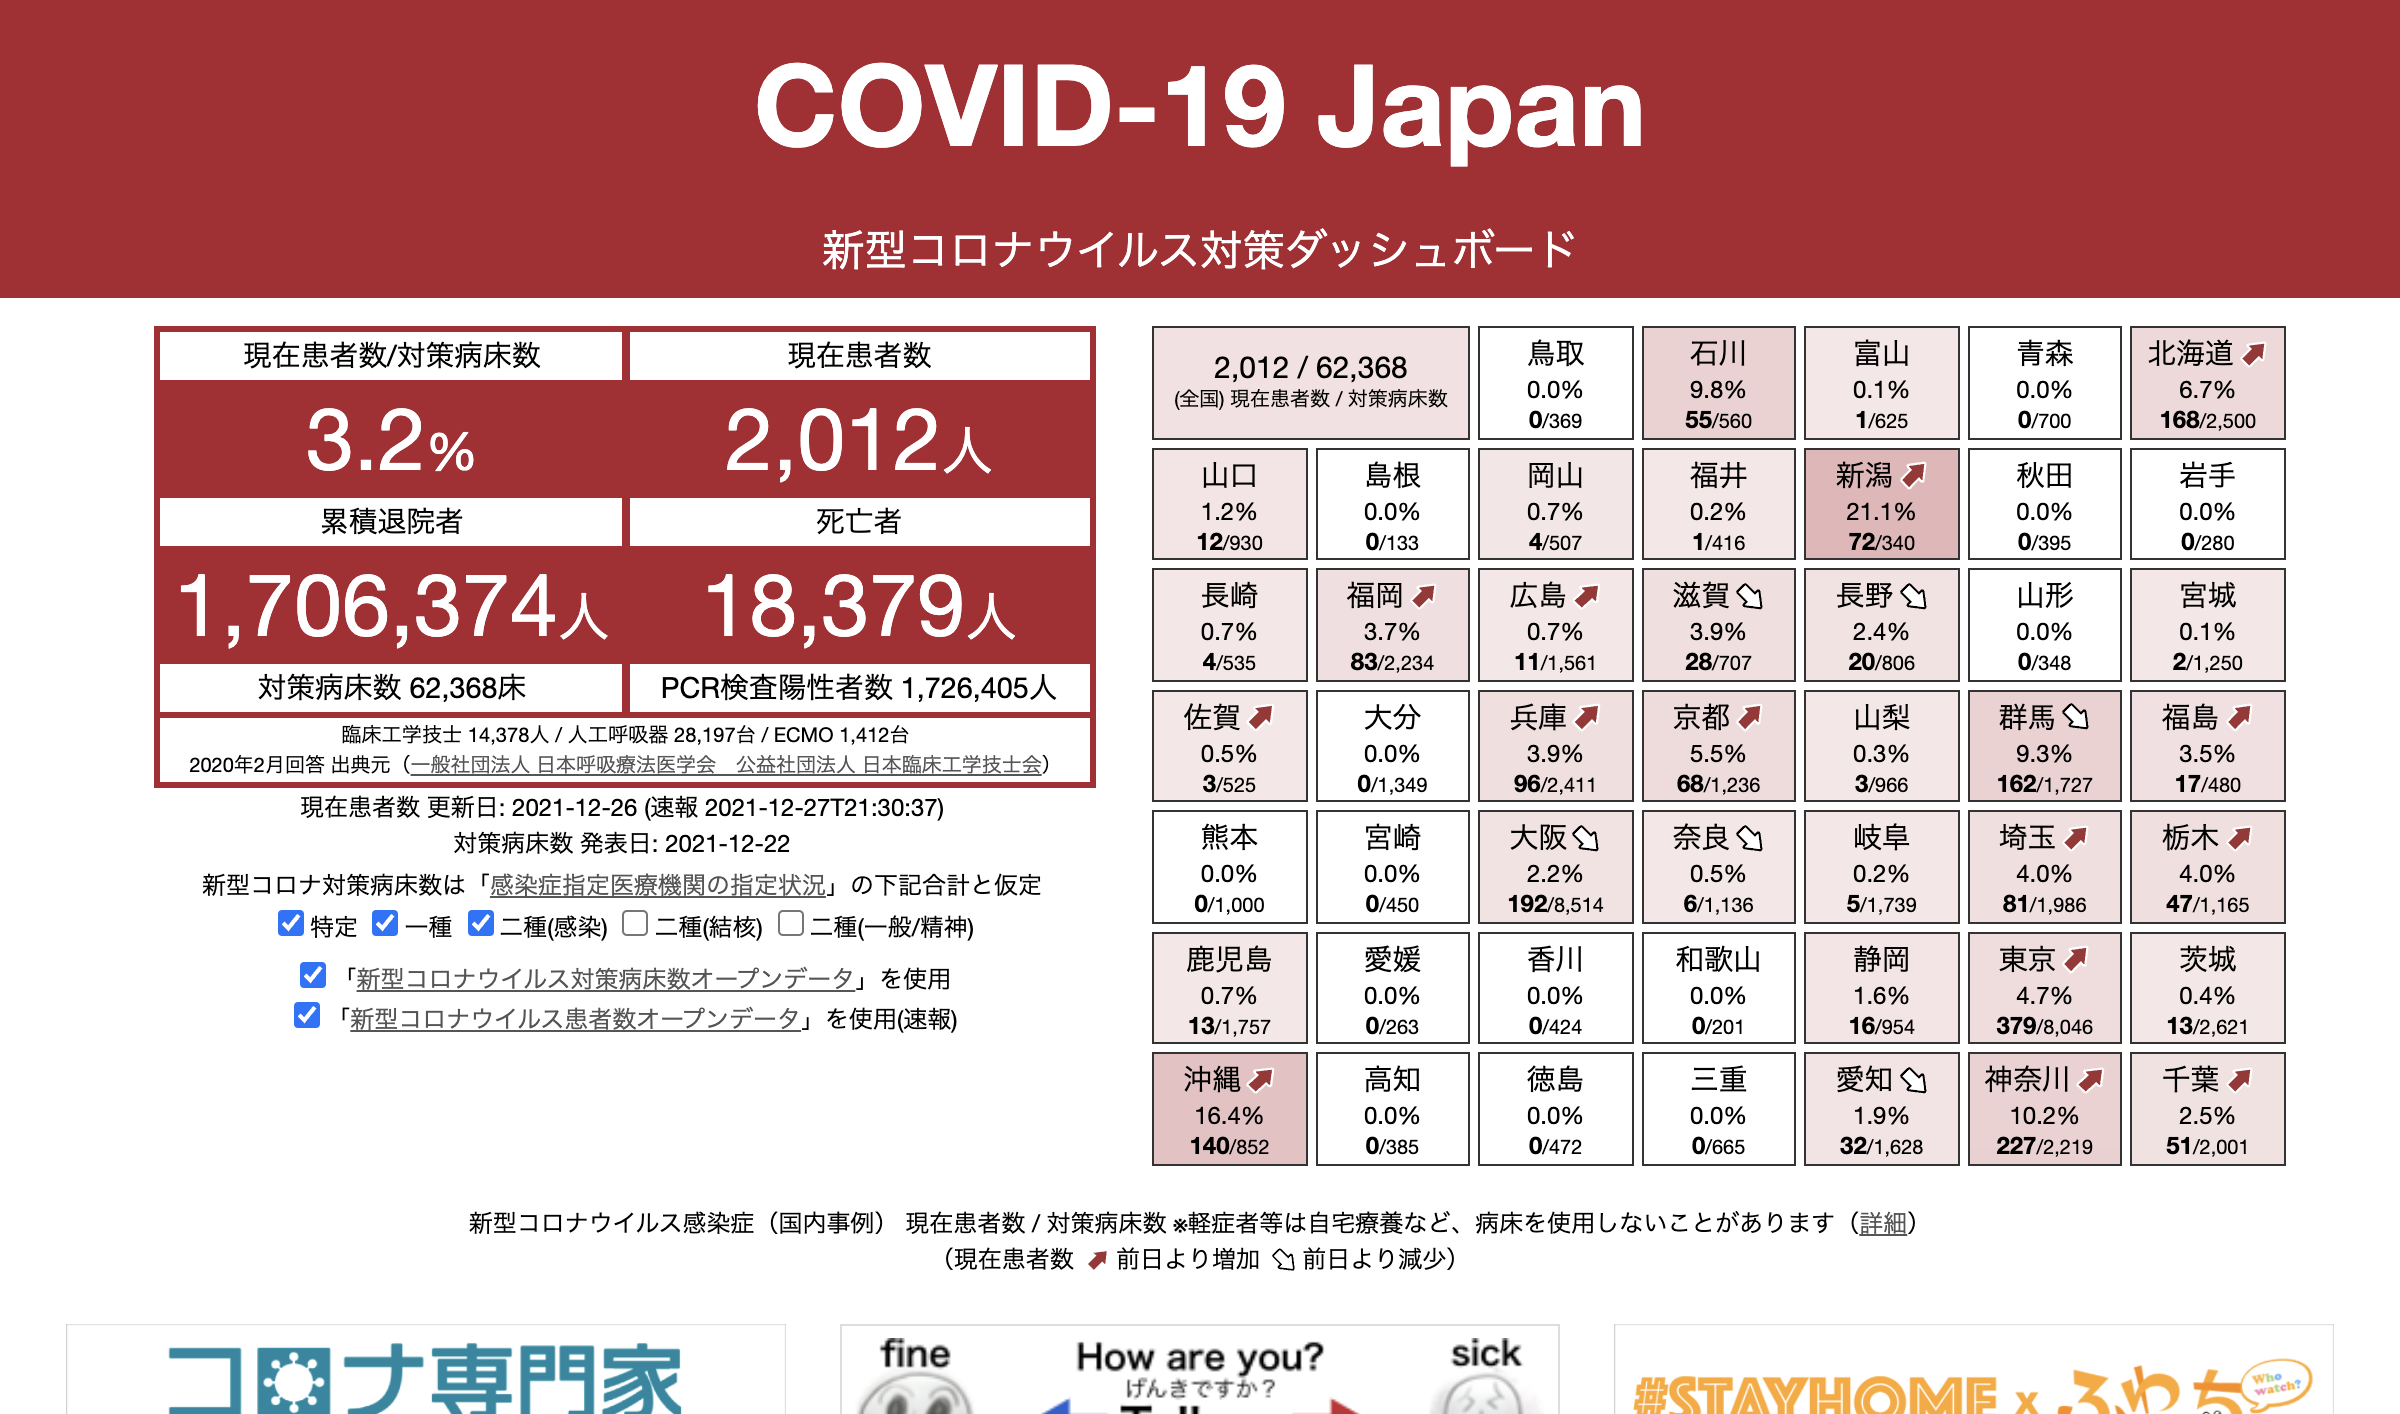 COVID-19 Japan
新型コロナウイルス対策ダッシュボード
現在患者数/対策病床数
現在患者数
3.2%
2,012人
累積退院者
死亡者
1,706,374人
18,379人
対策病床数 62,368床
PCR検査陽性者数 1,726,405人
臨床工学技士 14,378人 / 人工呼吸器 28,197台 / ECMO 1,412台
2020年2月回答 出典元（一般社団法人 日本呼吸療法医学会　公益社団法人 日本臨床工学技士会）
現在患者数 更新日: 2021-12-26 (速報 2021-12-27T21:30:37)
対策病床数 発表日: 2021-12-22
新型コロナ対策病床数は「感染症指定医療機関の指定状況」の下記合計と仮定
特定 一種 二種(感染) 二種(結核) 二種(一般/精神)
「新型コロナウイルス対策病床数オープンデータ」を使用
「新型コロナウイルス患者数オープンデータ」を使用(速報)
2,012 / 62,368
(全国) 現在患者数 / 対策病床数
鳥取
0.0%
0/369
石川
9.8%
55/560
富山
0.1%
1/625
青森
0.0%
0/700
北海道
6.7%
168/2,500
山口
1.2%
12/930
島根
0.0%
0/133
岡山
0.7%
4/507
福井
0.2%
1/416
新潟
21.1%
72/340
秋田
0.0%
0/395
岩手
0.0%
0/280
長崎
0.7%
4/535
福岡
3.7%
83/2,234
広島
0.7%
11/1,561
滋賀
3.9%
28/707
長野
2.4%
20/806
山形
0.0%
0/348
宮城
0.1%
2/1,250
佐賀
0.5%
3/525
大分
0.0%
0/1,349
兵庫
3.9%
96/2,411
京都
5.5%
68/1,236
山梨
0.3%
3/966
群馬
9.3%
162/1,727
福島
3.5%
17/480
熊本
0.0%
0/1,000
宮崎
0.0%
0/450
大阪
2.2%
192/8,514
奈良
0.5%
6/1,136
岐阜
0.2%
5/1,739
埼玉
4.0%
81/1,986
栃木
4.0%
47/1,165
鹿児島
0.7%
13/1,757
愛媛
0.0%
0/263
香川
0.0%
0/424
和歌山
0.0%
0/201
静岡
1.6%
16/954
東京
4.7%
379/8,046
茨城
0.4%
13/2,621
沖縄
16.4%
140/852
高知
0.0%
0/385
徳島
0.0%
0/472
三重
0.0%
0/665
愛知
1.9%
32/1,628
神奈川
10.2%
227/2,219
千葉
2.5%
51/2,001
新型コロナウイルス感染症（国内事例） 現在患者数 / 対策病床数 ※軽症者等は自宅療養など、病床を使用しないことがあります（詳細）
（現在患者数 前日より増加 前日より減少）
コロナ専門家
fine
How are you?
sick
げんきですか？
#STAYHOME x ふわっち
Who watch?